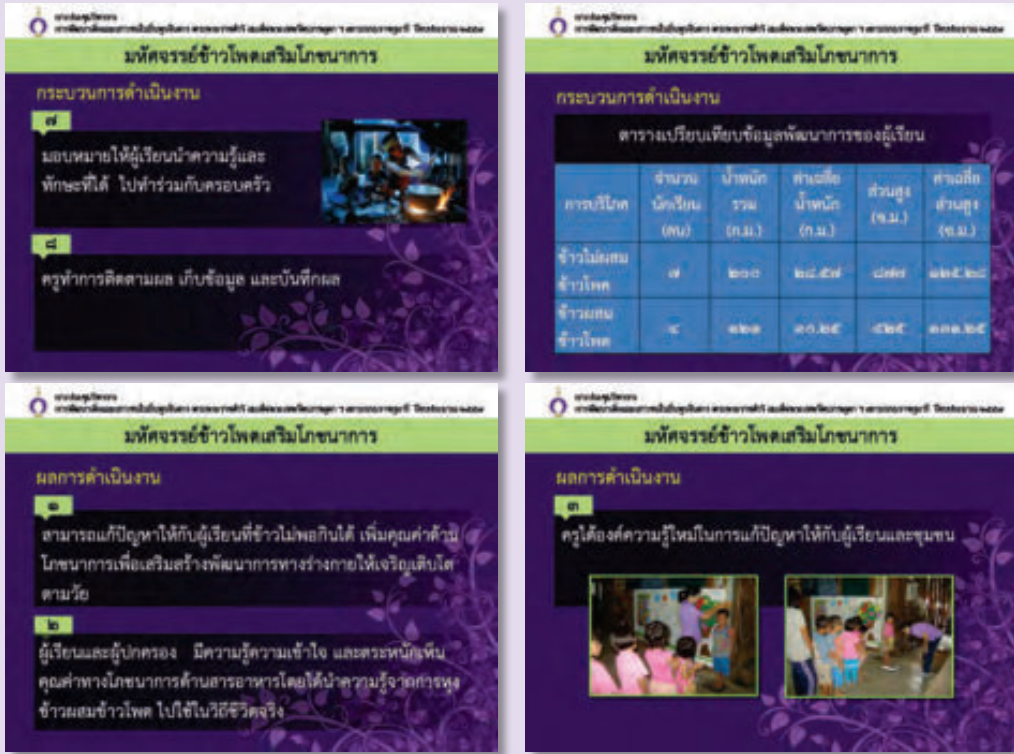 มหัศจรรย์ข้าวโพดเสริมโภชนาการ
กระบวนการดำเนินงาน
๗
มอบหมายให้ผู้เรียนนำความรู้และ
ทักษะที่ได้ ไปทำร่วมกับครอบครัว
๘
ครูทำการติดตามผล เก็บข้อมูล และบันทึกผล
มหัศจรรย์ข้าวโพดเสริมโภชนาการ
กระบวนการดำเนินงาน
ตารางเปรียบเทียบข้อมูลพัฒนาการของผู้เรียน
การบริโภค
จำนวน
นักเรียน
(คน)
น้ำหนัก
รวม
(ก.ม.)
ค่าเฉลี่ย
น้ำหนัก
(ก.ม.)
ส่วนสูง
(ซ.ม.)
ค่าเฉลี่ย
ส่วนสูง
(ซ.ม.)
ข้าวไม่ผสม
ข้าวโพด
๗
๒๐๐
๒๘.๕๗
๘๗๗
๑๒๕.๒๘
ข้าวผสม
ข้าวโพด
๔
๑๒๑
๓๐.๒๕
๕๒๕
๑๓๑.๒๕
มหัศจรรย์ข้าวโพดเสริมโภชนาการ
ผลการดำเนินงาน
๑
สามารถแก้ปัญหาให้กับผู้เรียนที่ข้าวไม่พอกินได้ เพิ่มคุณค่าด้าน
โภชนาการเพื่อเสริมสร้างพัฒนาการทางร่างกายให้เจริญเติบโต
ตามวัย
๒
ผู้เรียนและผู้ปกครอง มีความรู้ความเข้าใจ และตระหนักเห็น
คุณค่าทางโภชนาการด้านสารอาหารโดยได้นำความรู้จากการหุง
ข้าวผสมข้าวโพด ไปใช้ในวิถีชีวิตจริง
มหัศจรรย์ข้าวโพดเสริมโภชนาการ
ผลการดำเนินงาน
๓
ครูได้องค์ความรู้ใหม่ในการแก้ปัญหาให้กับผู้เรียนและชุมชน